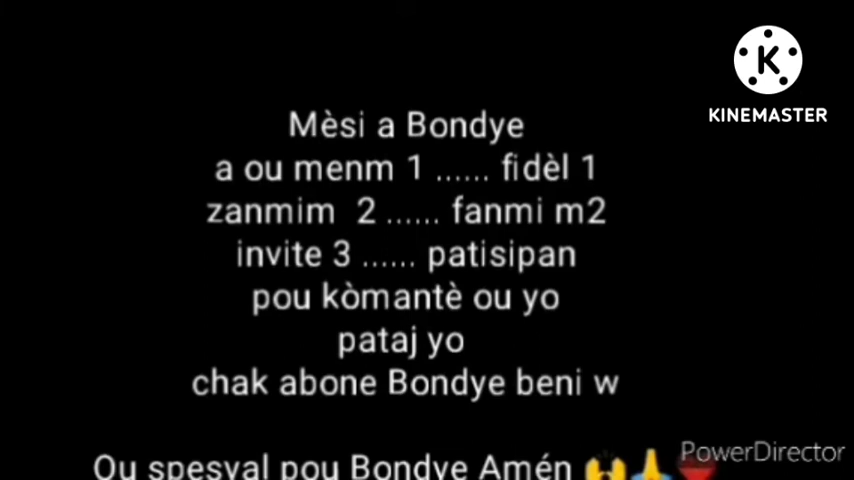 KINEMASTER
Mèsi a Bondye
a ou menm 1 ...... fidèl 1
zanmim 2 ...... fanmi m2
invite 3 ...... patisipan
pou kòmantè ou yo
pataj yo
chak abone Bondye beni w
Ou spesyal pou Bondye Amén 🙌🙏❤️
PowerDirector